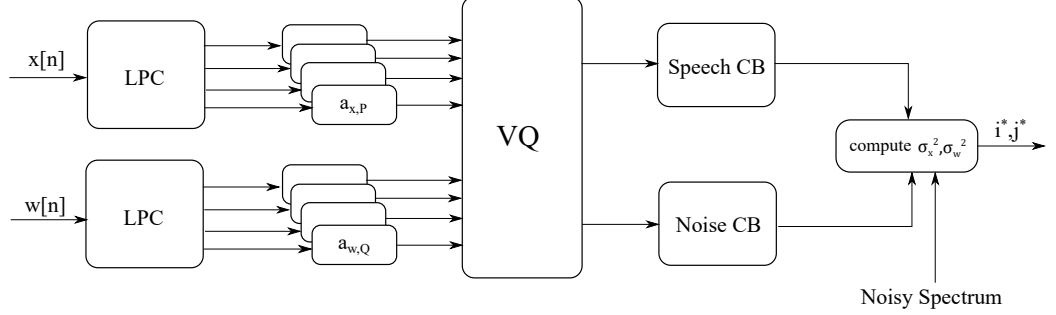 x[n]
LPC
a_{x,P}
w[n]
LPC
a_{w,Q}
VQ
Speech CB
Noise CB
compute σ_x^2,σ_w^2
i^*,j^*
Noisy Spectrum